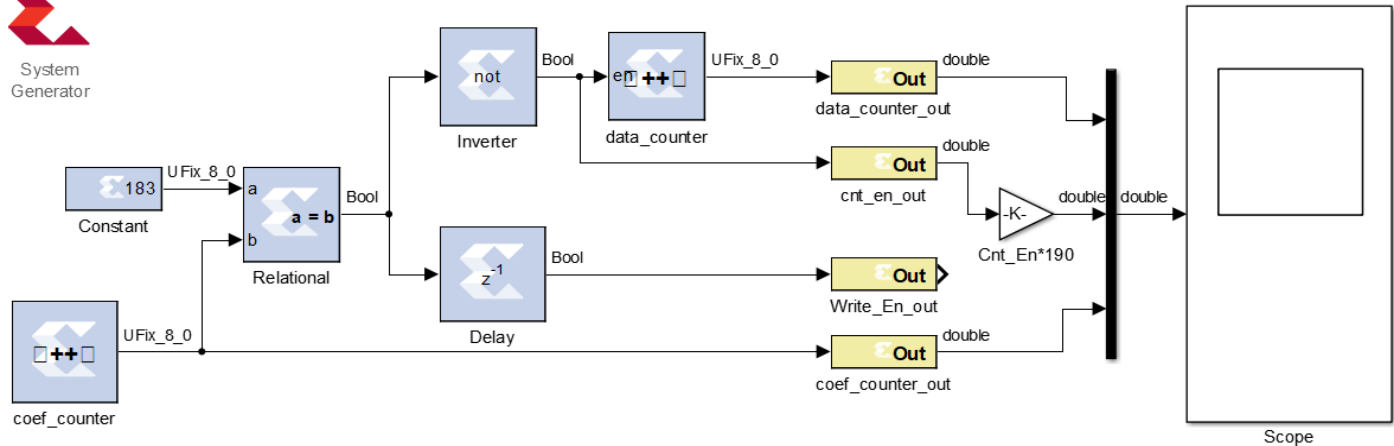 System
Generator
183
Constant
UFix_8_0
a
b
a = b
Relational
Bool
++
coef_counter
UFix_8_0
not
Inverter
Bool
en
++
data_counter
UFix_8_0
z-1
Delay
Bool
Out
data_counter_out
double
Out
cnt_en_out
double
Out
Write_En_out
Out
coef_counter_out
double
-K-
Cnt_En*190
double
double
Scope